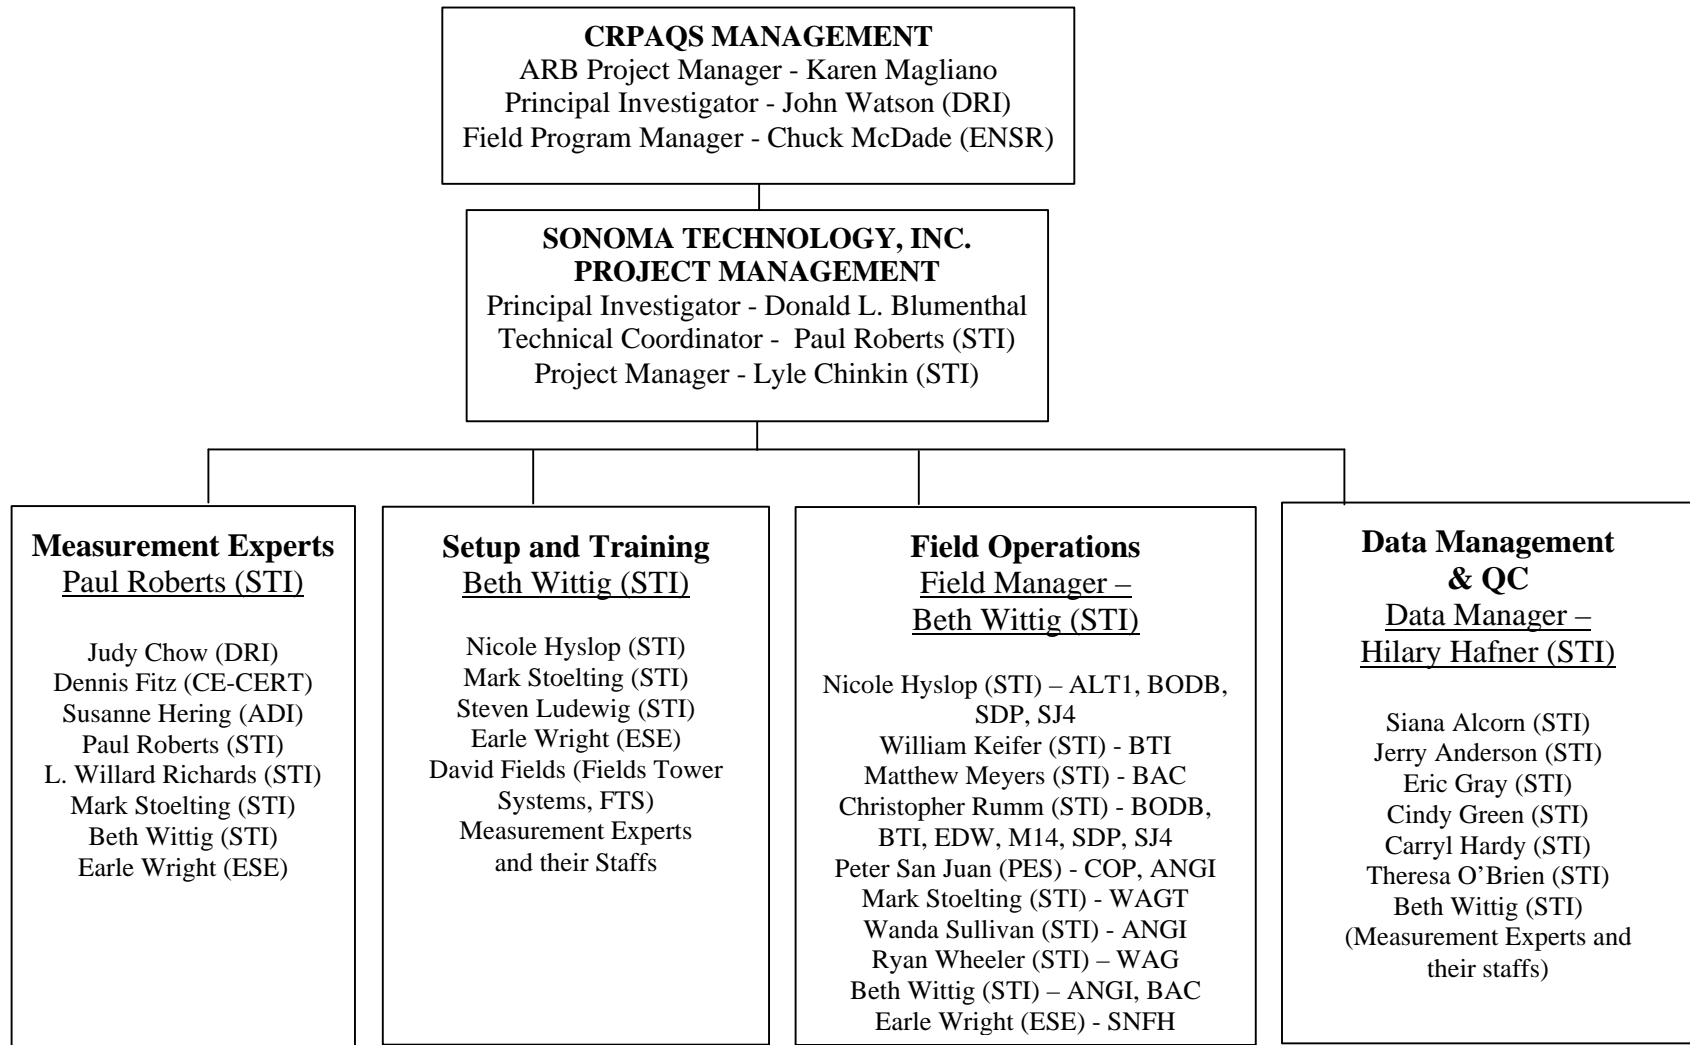 CRPAQS MANAGEMENT
ARB Project Manager - Karen Magliano
Principal Investigator - John Watson (DRI)
Field Program Manager - Chuck McDade (ENSR)
SONOMA TECHNOLOGY, INC.
PROJECT MANAGEMENT
Principal Investigator - Donald L. Blumenthal
Technical Coordinator -  Paul Roberts (STI)
Project Manager - Lyle Chinkin (STI)
Measurement Experts
Paul Roberts (STI)
Judy Chow (DRI)
Dennis Fitz (CE-CERT)
Susanne Hering (ADI)
Paul Roberts (STI)
L. Willard Richards (STI)
Mark Stoelting (STI)
Beth Wittig (STI)
Earle Wright (ESE)
Setup and Training
Beth Wittig (STI)
Nicole Hyslop (STI)
Mark Stoelting (STI)
Steven Ludewig (STI)
Earle Wright (ESE)
David Fields (Fields Tower
Systems, FTS)
Measurement Experts
and their Staffs
Field Operations
Field Manager –
Beth Wittig (STI)
Nicole Hyslop (STI) – ALT1, BODB,
SDP, SJ4
William Keifer (STI) - BTI
Matthew Meyers (STI) - BAC
Christopher Rumm (STI) - BODB,
BTI, EDW, M14, SDP, SJ4
Peter San Juan (PES) - COP, ANGI
Mark Stoelting (STI) - WAGT
Wanda Sullivan (STI) - ANGI
Ryan Wheeler (STI) – WAG
Beth Wittig (STI) – ANGI, BAC
Earle Wright (ESE) - SNFH
Data Management
& QC
Data Manager –
Hilary Hafner (STI)
Siana Alcorn (STI)
Jerry Anderson (STI)
Eric Gray (STI)
Cindy Green (STI)
Carryl Hardy (STI)
Theresa O’Brien (STI)
Beth Wittig (STI)
(Measurement Experts and
their staffs)